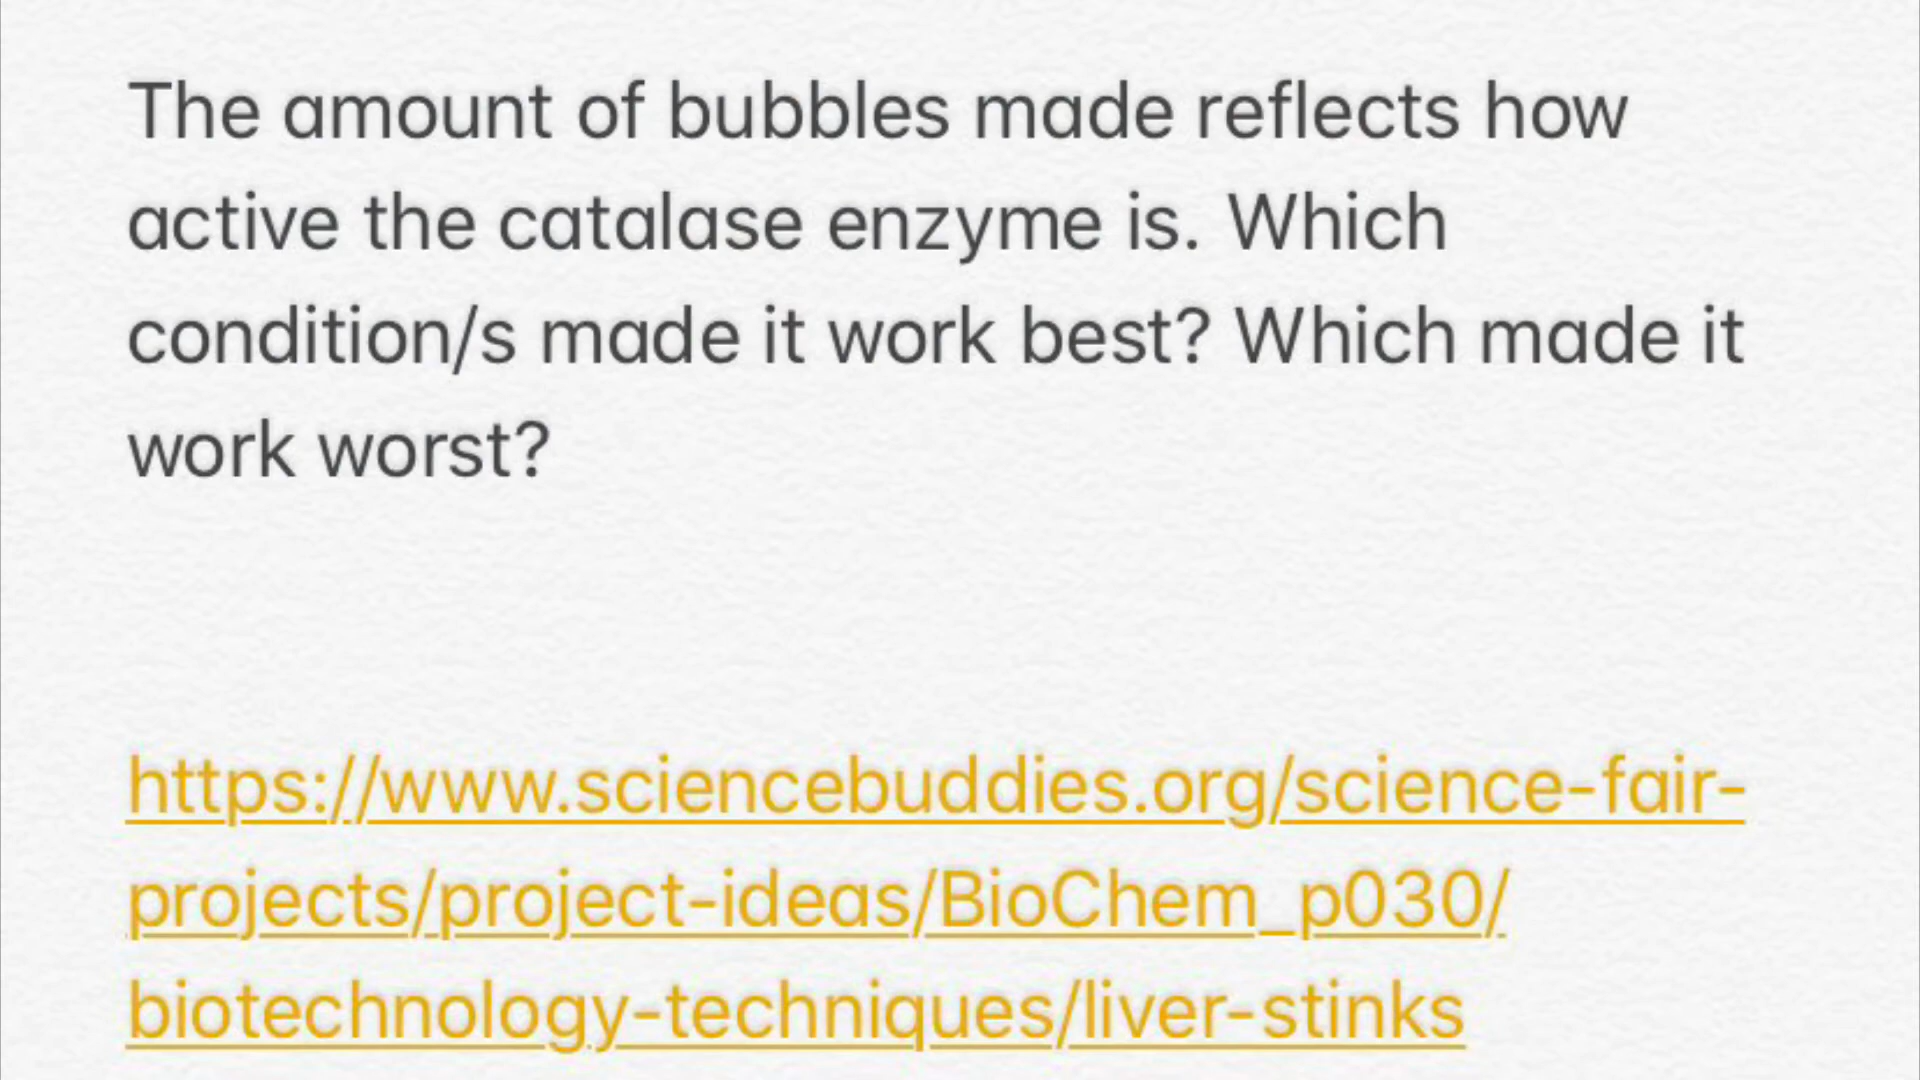 The amount of bubbles made reflects how
active the catalase enzyme is. Which
condition/s made it work best? Which made it
work worst?
https://www.sciencebuddies.org/science-fair-
projects/project-ideas/BioChem_p030/
biotechnology-techniques/liver-stinks